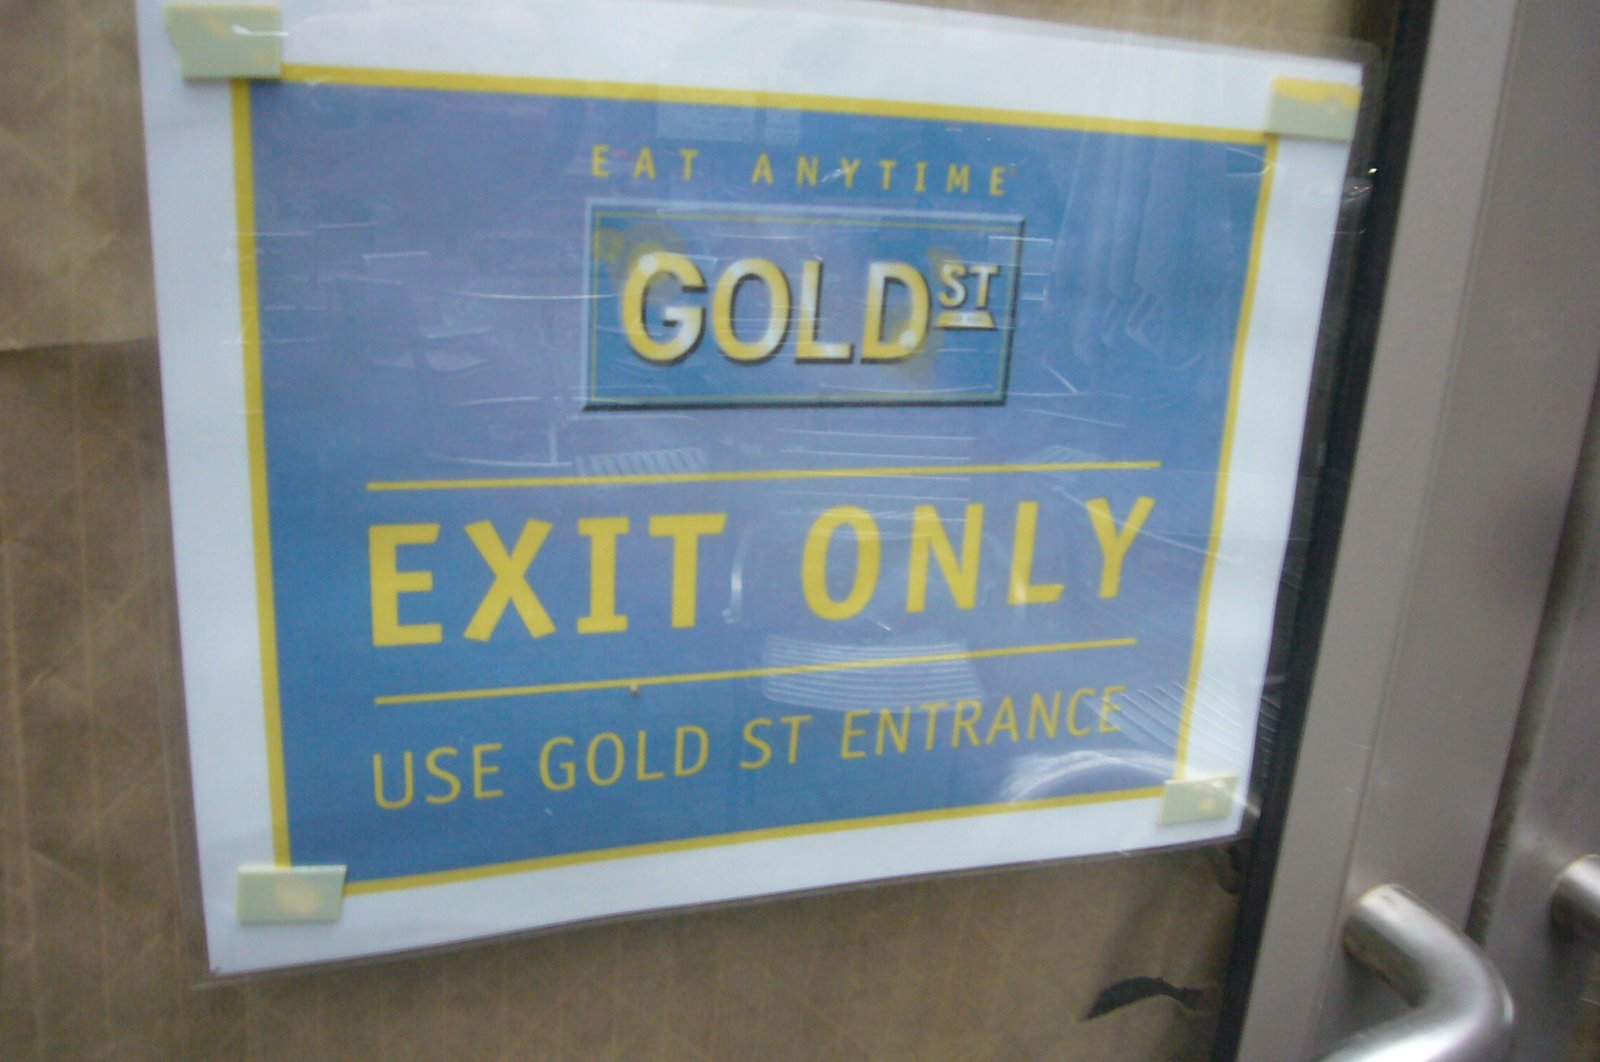 EAT ANYTIME
GOLD ST
EXIT ONLY
USE GOLD ST ENTRANCE